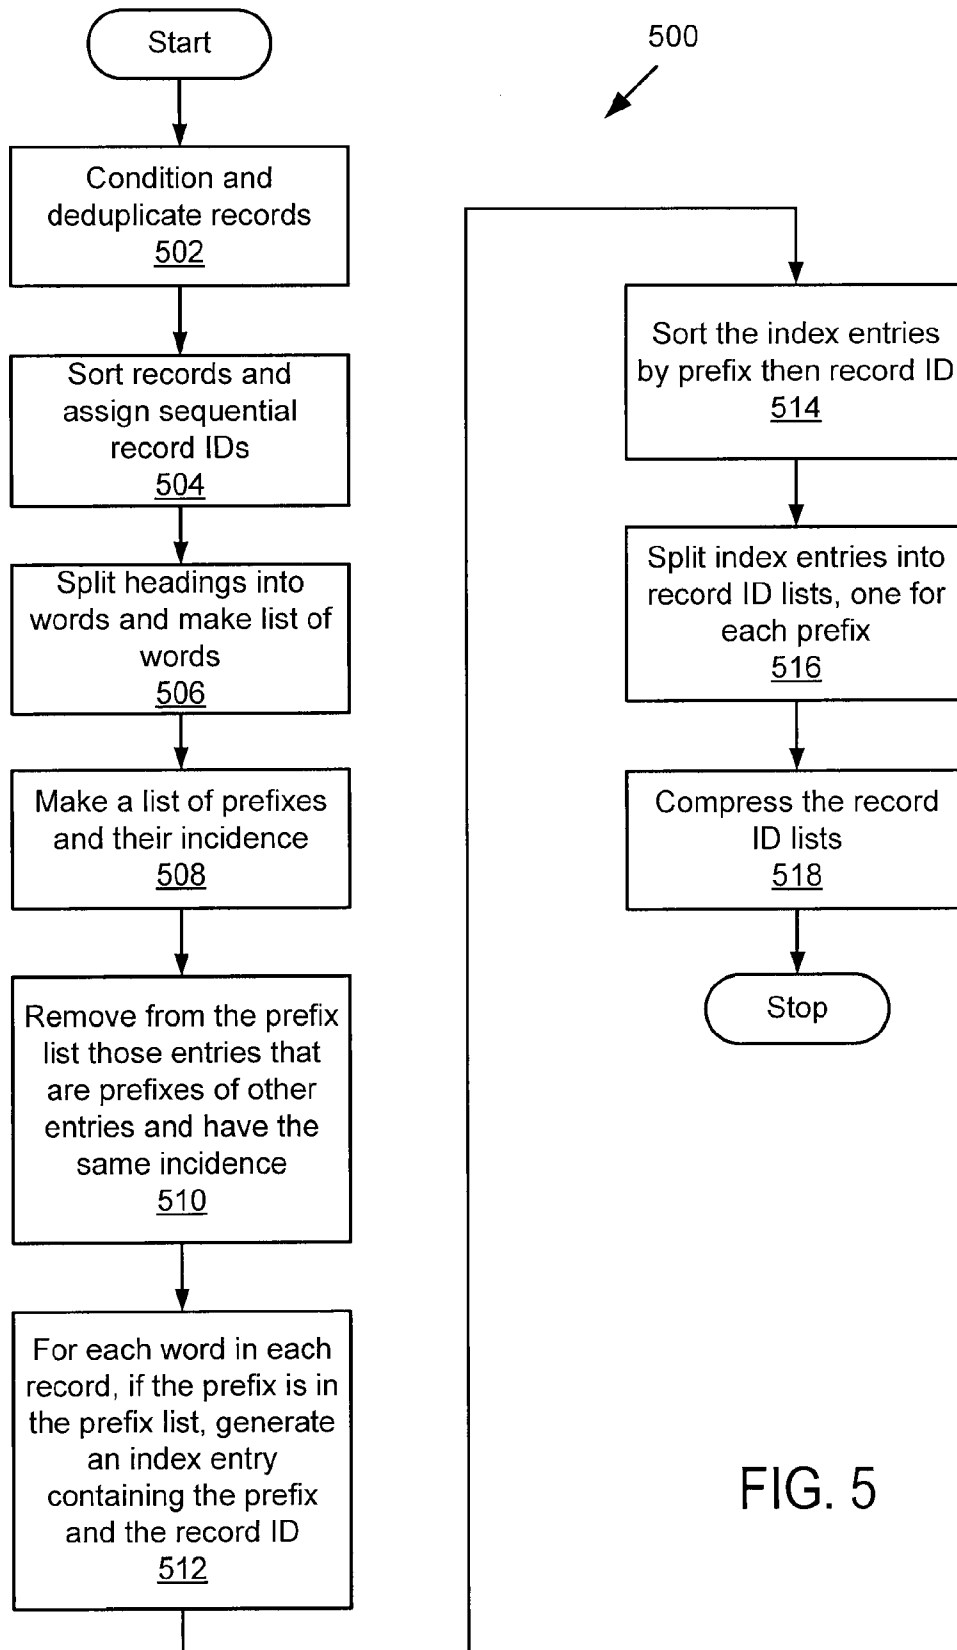 Start
500
Condition and
deduplicate records
502
Sort records and
assign sequential
record IDs
504
Split headings into
words and make list of
words
506
Make a list of prefixes
and their incidence
508
Remove from the prefix
list those entries that
are prefixes of other
entries and have the
same incidence
510
For each word in each
record, if the prefix is in
the prefix list, generate
an index entry
containing the prefix
and the record ID
512
Sort the index entries
by prefix then record ID
514
Split index entries into
record ID lists, one for
each prefix
516
Compress the record
ID lists
518
Stop
FIG. 5